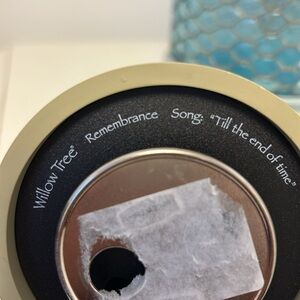 Willow Tree® Remembrance Song: "Till the end of time"